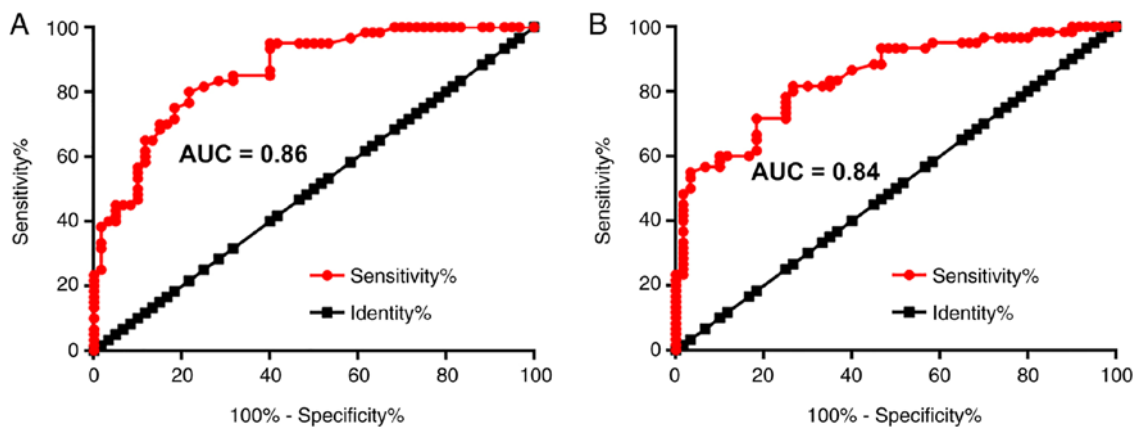 A
100
80
60
40
20
0
Sensitivity%
AUC = 0.86
Sensitivity%
Identity%
0 20 40 60 80 100
100% - Specificity%
B
100
80
60
40
20
0
Sensitivity%
AUC = 0.84
Sensitivity%
Identity%
0 20 40 60 80 100
100% - Specificity%